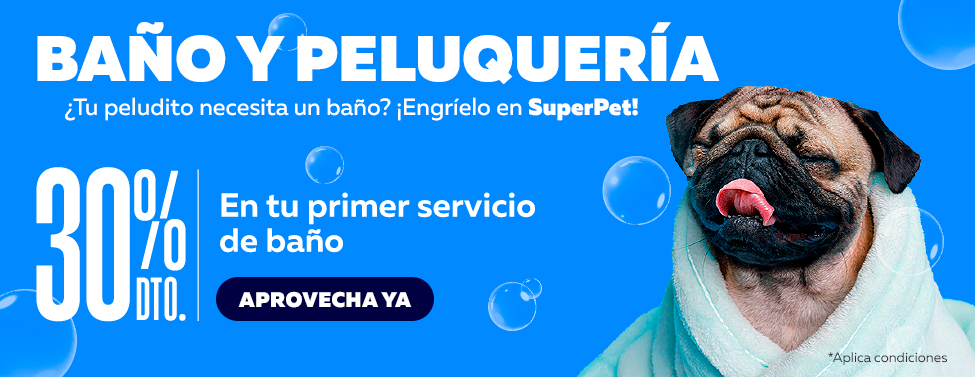 BAÑO Y PELUQUERÍA
¿Tu peludito necesita un baño? ¡Engríelo en SuperPet!
30% DTO.
En tu primer servicio
de baño
APROVECHA YA
*Aplica condiciones